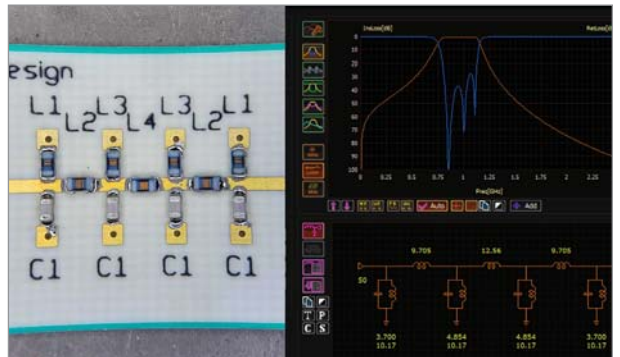 esign
L1 L2 L3 L4 L3 L2 L1
C1 C1 C1 C1
InsLoss[dB]
RetLoss[
0
10
20
30
40
50
60
70
80
90
100
0 0.25 0.5 0.75 1 1.25 1.5 1.75 2 2.25
Freq[GHz]
Auto
Add
9.705 12.56 9.705
50
T P
C S
3.700 4.854 4.854 3.700
10.17 10.17 10.17 10.17